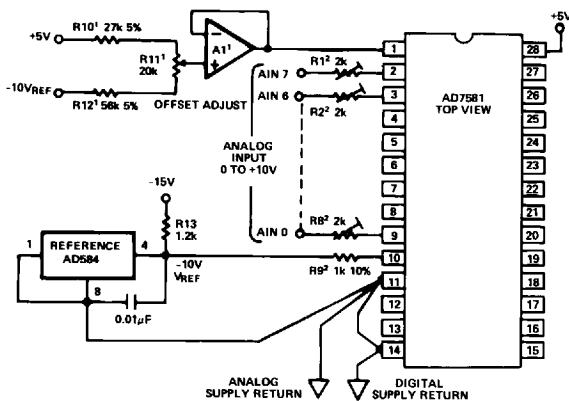 R10¹ 27k 5%
+5V
R11¹
20k
-10VREF
R12¹ 56k 5%
−
+
A1¹
OFFSET ADJUST
+5V
AD7581
TOP VIEW
1
2
3
4
5
6
7
8
9
10
11
12
13
14
28
27
26
25
24
23
22
21
20
19
18
17
16
15
R1² 2k
AIN 7
AIN 6
R2² 2k
ANALOG
INPUT
0 TO +10V
AIN 0
R8² 2k
R9² 1k 10%
-15V
R13
1.2k
1
REFERENCE
AD584
4
8
-10V
VREF
0.01µF
ANALOG
SUPPLY RETURN
DIGITAL
SUPPLY RETURN